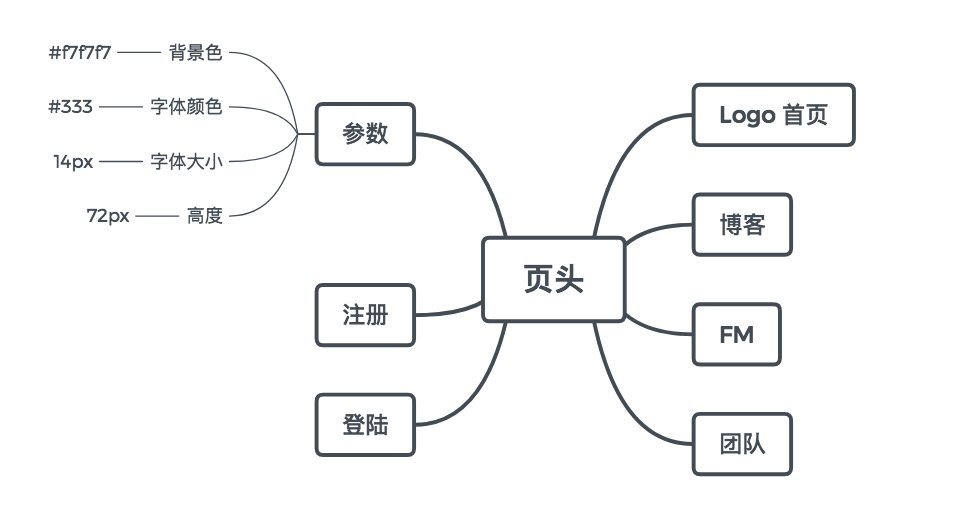 #f7f7f7 背景色
#333 字体颜色
14px 字体大小
72px 高度
参数
注册
登陆
页头
Logo 首页
博客
FM
团队